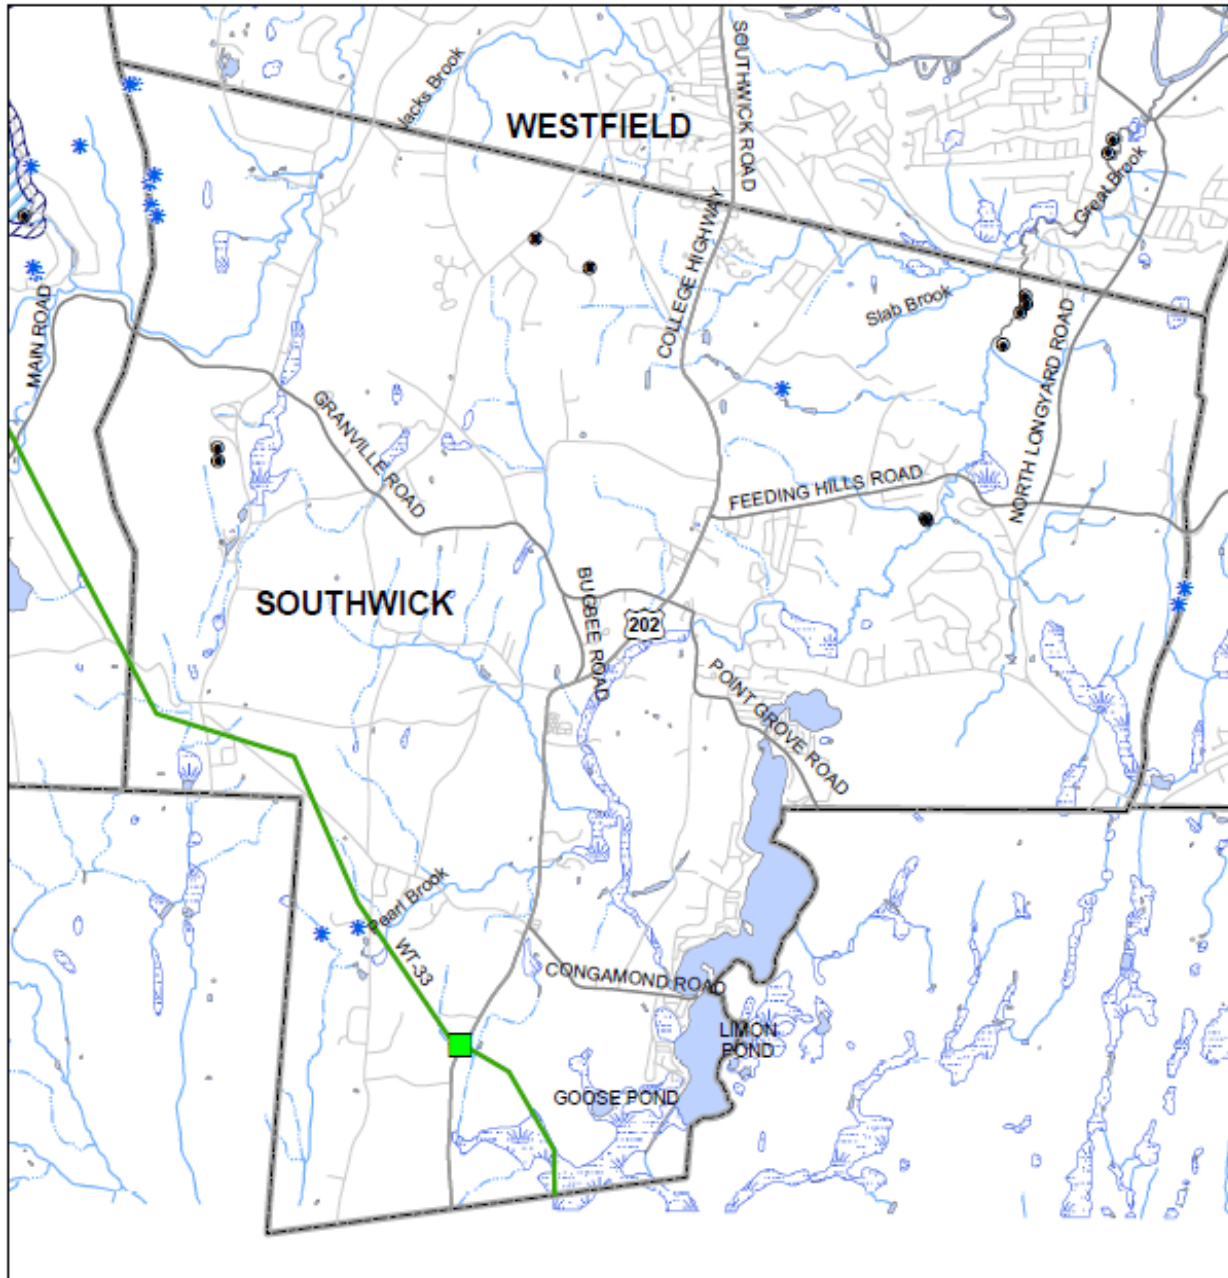 SOUTHWICK ROAD
Jacks Brook
WESTFIELD
Great Brook
COLLEGE HIGHWAY
Slab Brook
MAIN ROAD
NORTH LONGYARD ROAD
GRANVILLE ROAD
FEEDING HILLS ROAD
SOUTHWICK
BUGBEE ROAD
202
POINT GROVE ROAD
Pearl Brook
WT-33
CONGAMOND ROAD
LIMON
POND
GOOSE POND